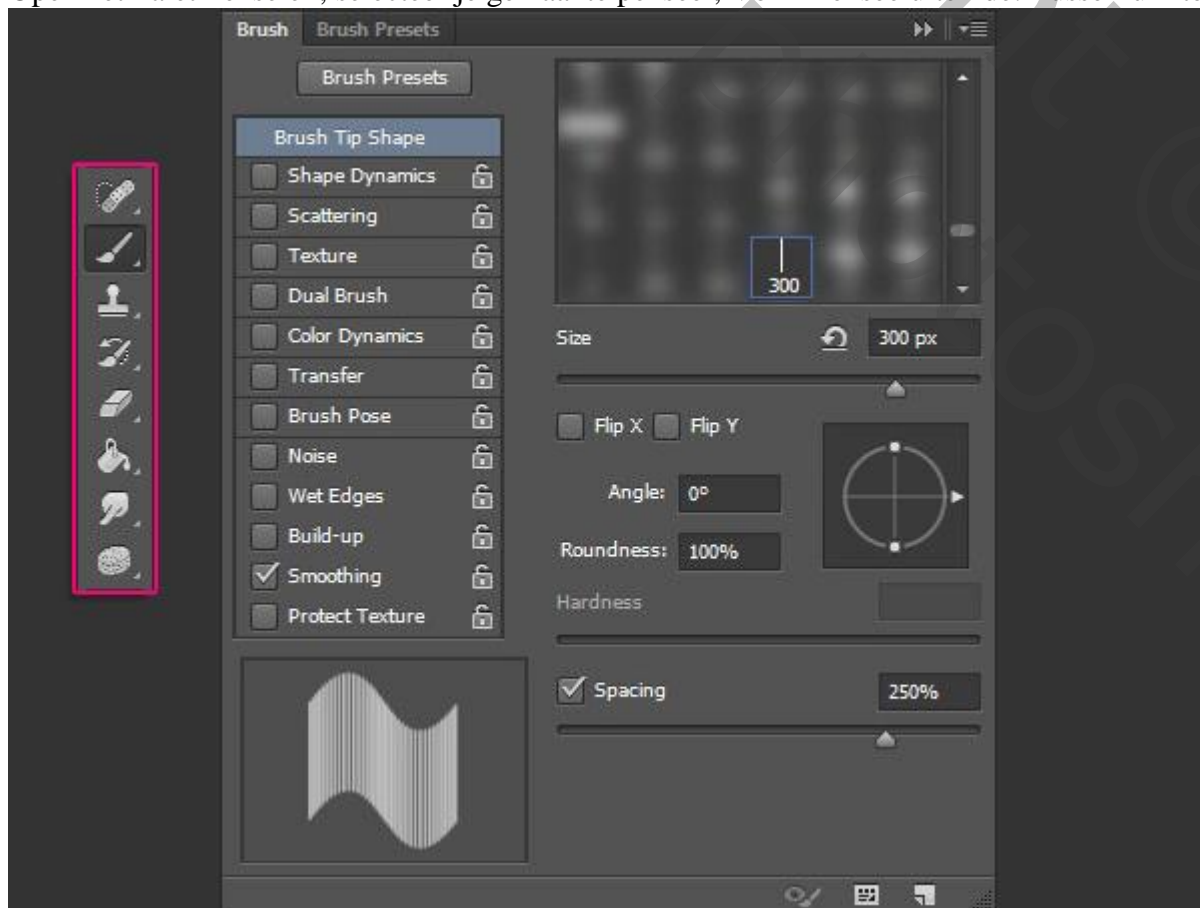 Brush Brush Presets
Brush Presets
Brush Tip Shape
Shape Dynamics
Scattering
Texture
Dual Brush
Color Dynamics
Transfer
Brush Pose
Noise
Wet Edges
Build-up
Smoothing
Protect Texture
300
Size 300 px
Flip X Flip Y
Angle: 0º
Roundness: 100%
Hardness
Spacing 250%